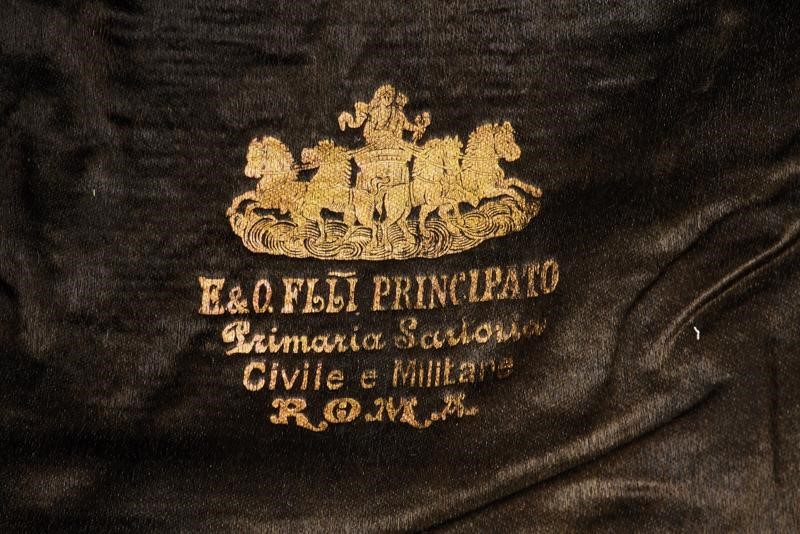 E & O. FLLI PRINCIPATO
Primaria Sartoria
Civile e Militare
ROMA